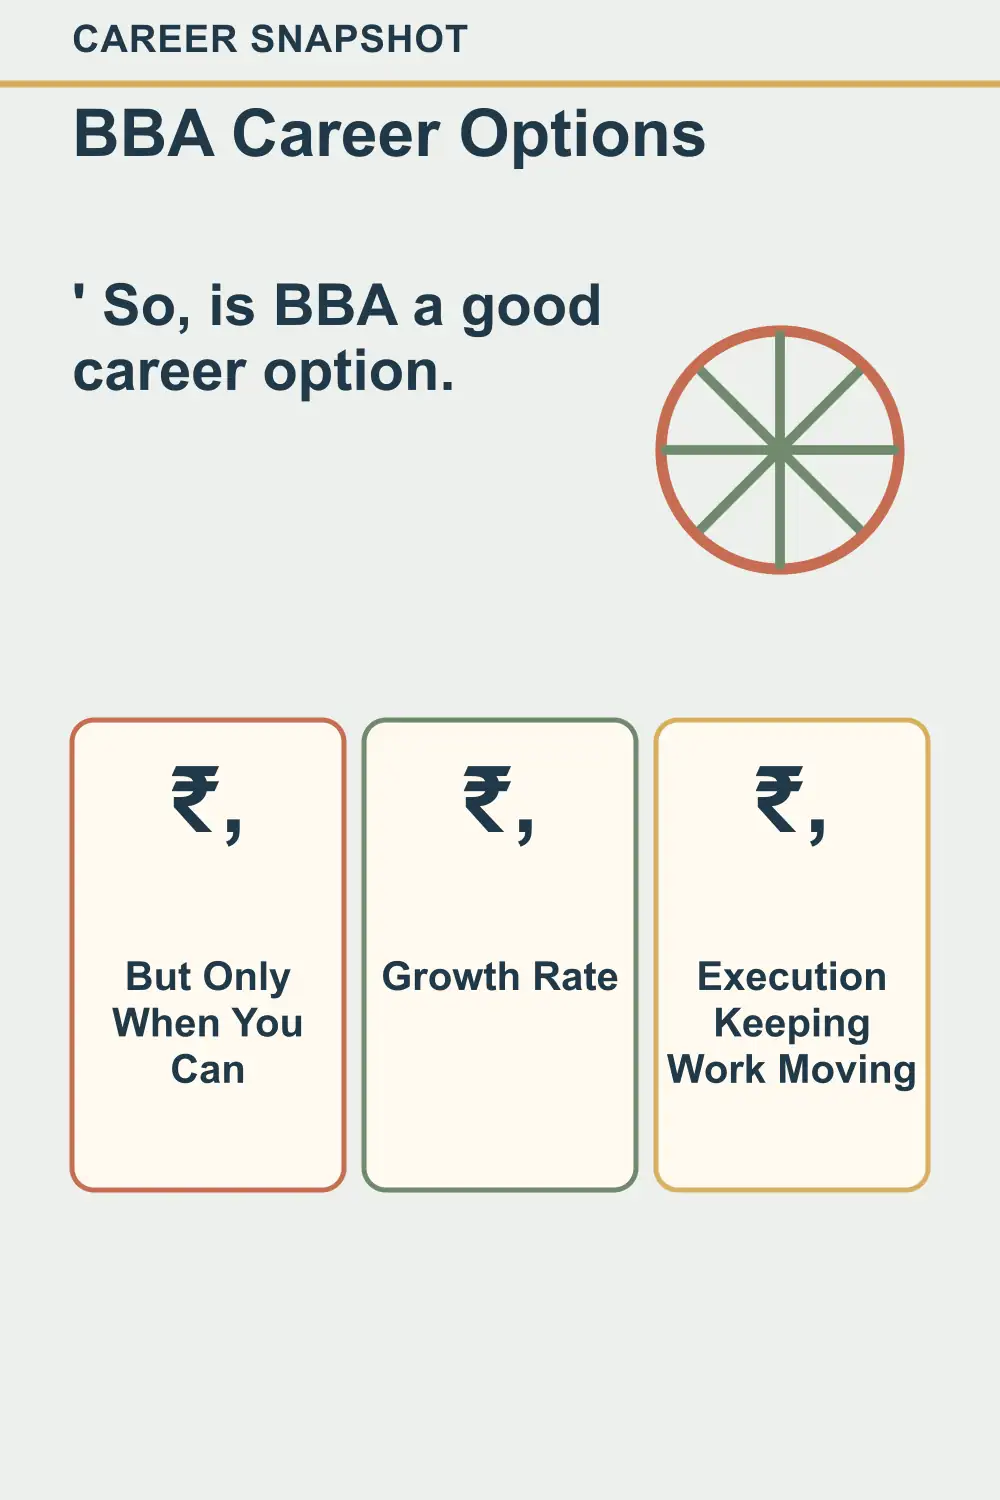 CAREER SNAPSHOT
BBA Career Options
' So, is BBA a good
career option.
₹,
But Only
When You
Can
₹,
Growth Rate
₹,
Execution
Keeping
Work Moving